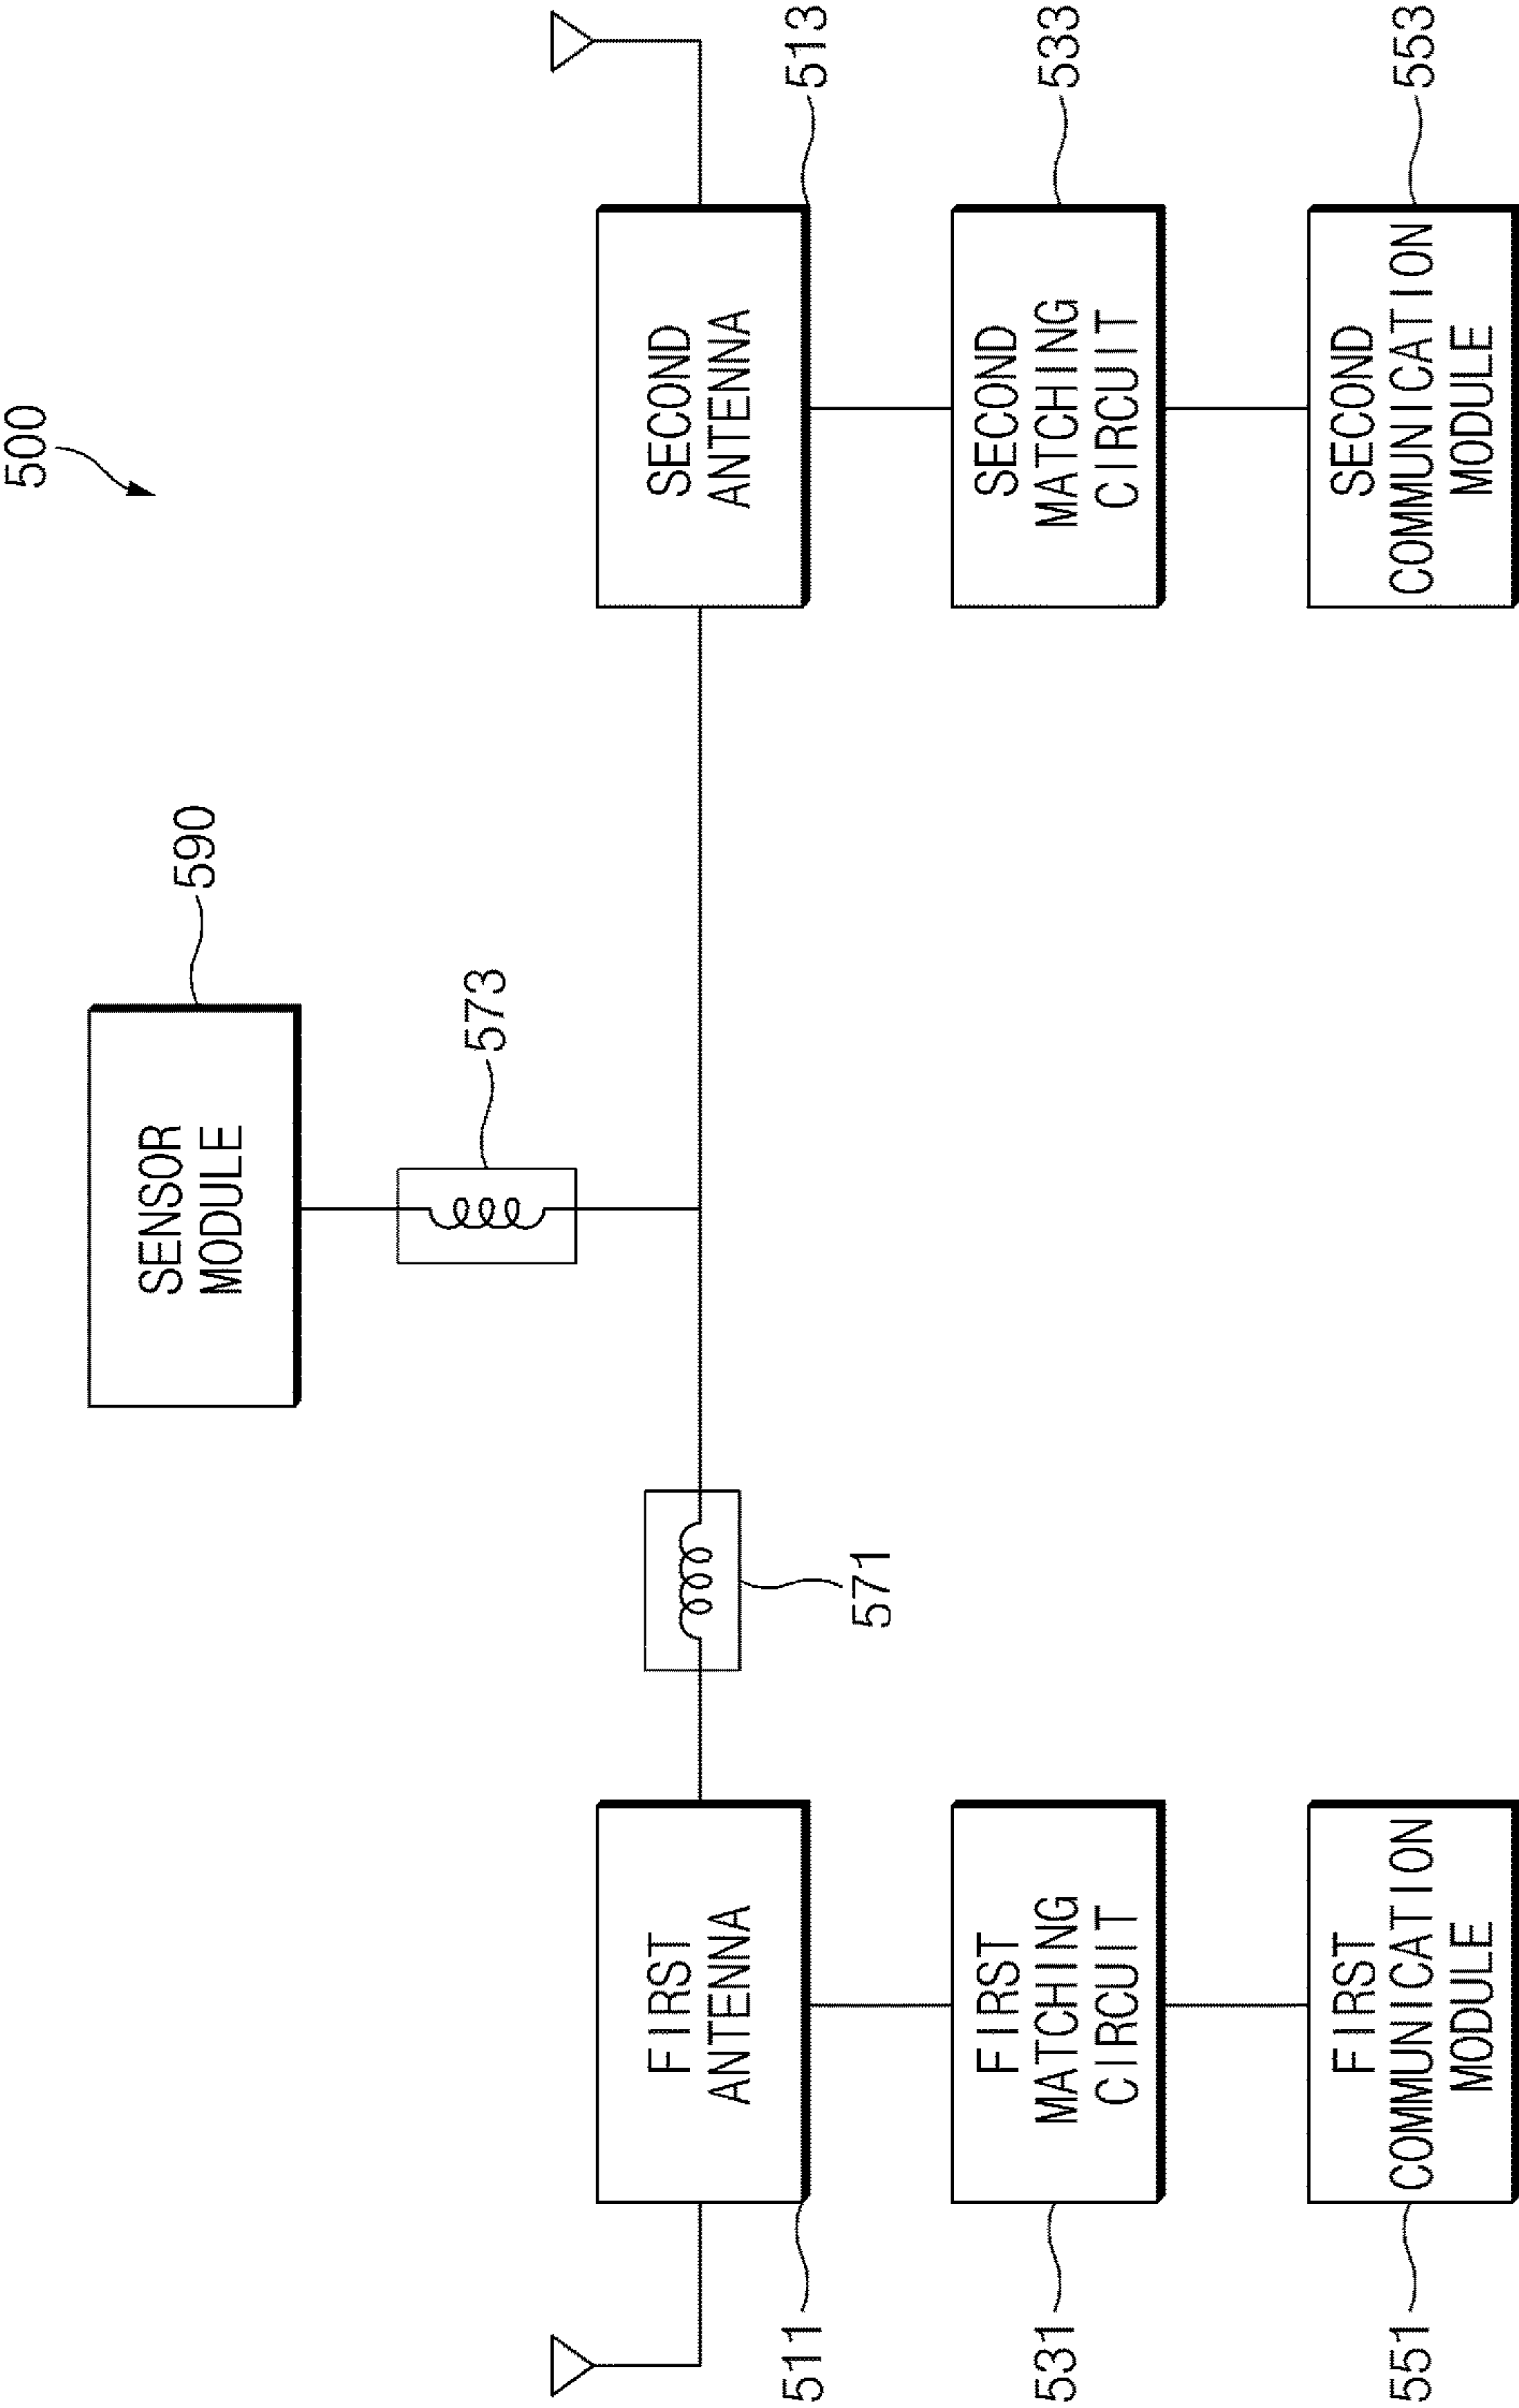 500
SENSOR
MODULE
590
573
571
FIRST
ANTENNA
511
SECOND
ANTENNA
513
FIRST
MATCHING
CIRCUIT
531
SECOND
MATCHING
CIRCUIT
533
FIRST
COMMUNICATION
MODULE
551
SECOND
COMMUNICATION
MODULE
553